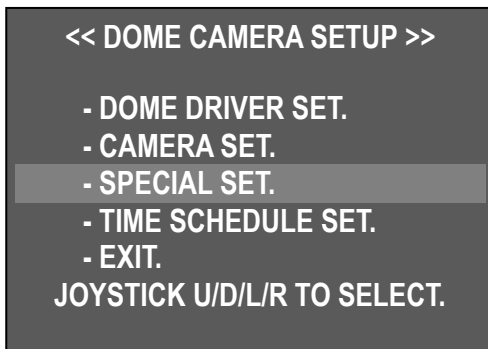 << DOME CAMERA SETUP >>
- DOME DRIVER SET.
- CAMERA SET.
- SPECIAL SET.
- TIME SCHEDULE SET.
- EXIT.
JOYSTICK U/D/L/R TO SELECT.